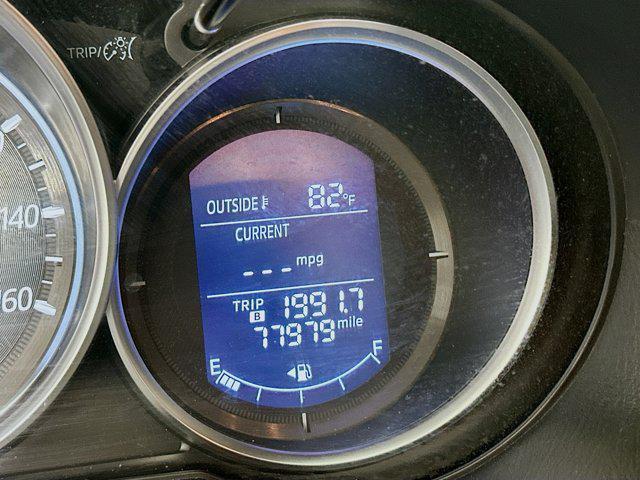 TRIP/
140
160
OUTSIDE 82°F
CURRENT
--- mpg
TRIP B 1991.7
77979 mile
E F